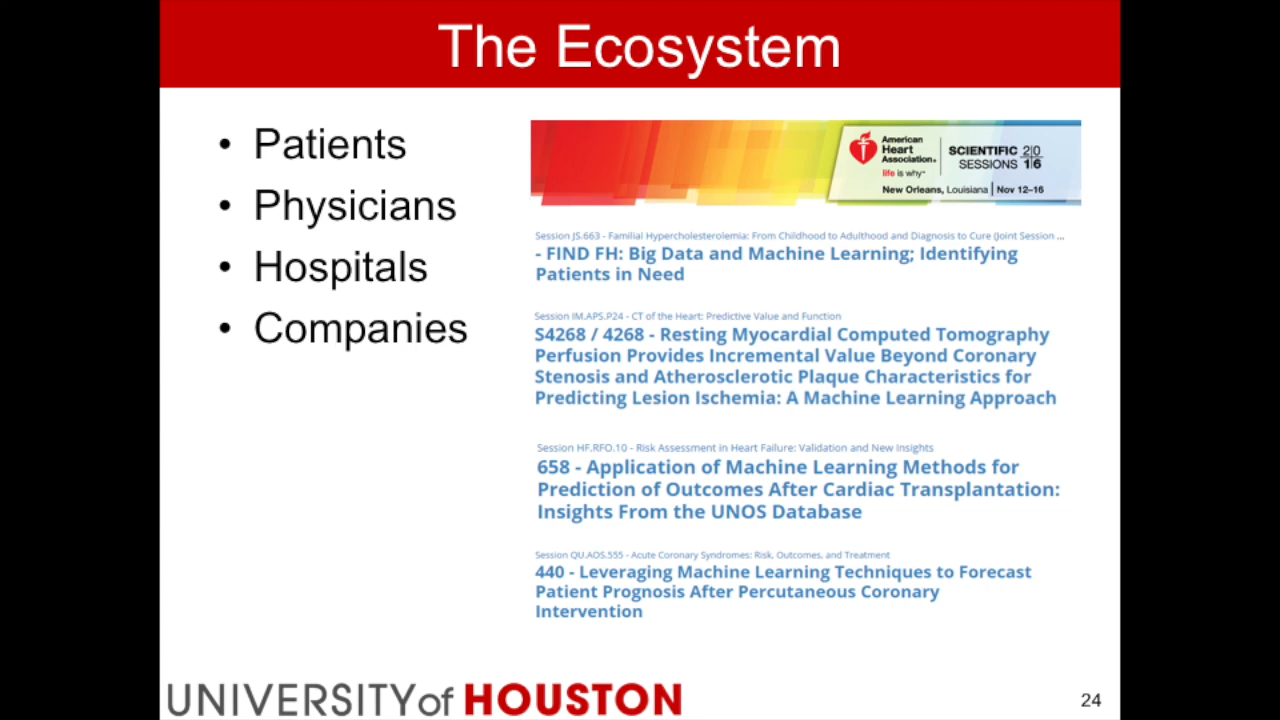 The Ecosystem
• Patients
• Physicians
• Hospitals
• Companies
American
Heart
Association.
life is why™
SCIENTIFIC 20
SESSIONS 16
New Orleans, Louisiana | Nov 12–16
Session JS.663 - Familial Hypercholesterolemia: From Childhood to Adulthood and Diagnosis to Cure (Joint Session ...
- FIND FH: Big Data and Machine Learning; Identifying
Patients in Need
Session IM.APS.P24 - CT of the Heart: Predictive Value and Function
S4268 / 4268 - Resting Myocardial Computed Tomography
Perfusion Provides Incremental Value Beyond Coronary
Stenosis and Atherosclerotic Plaque Characteristics for
Predicting Lesion Ischemia: A Machine Learning Approach
Session HF.RFO.10 - Risk Assessment in Heart Failure: Validation and New Insights
658 - Application of Machine Learning Methods for
Prediction of Outcomes After Cardiac Transplantation:
Insights From the UNOS Database
Session QU.AOS.555 - Acute Coronary Syndromes: Risk, Outcomes, and Treatment
440 - Leveraging Machine Learning Techniques to Forecast
Patient Prognosis After Percutaneous Coronary
Intervention
UNIVERSITY of HOUSTON
24